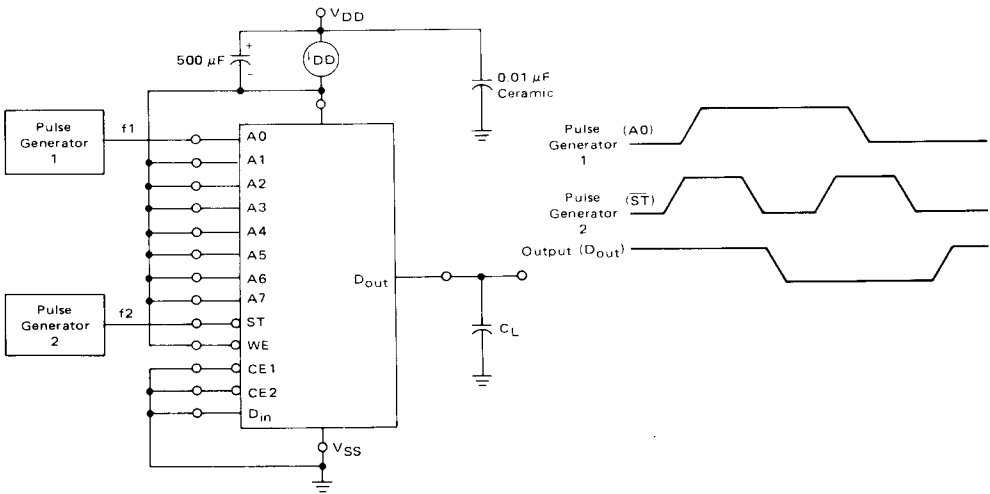 VDD
500 µF
+
-
IDD
0.01 µF
Ceramic
Pulse
Generator
1
f1
A0
A1
A2
A3
A4
A5
A6
A7
ST
WE
CE1
CE2
Din
Dout
CL
VSS
Pulse
Generator
2
f2
Pulse (A0)
Generator
1
Pulse (S̅T̅)
Generator
2
Output (Dout)